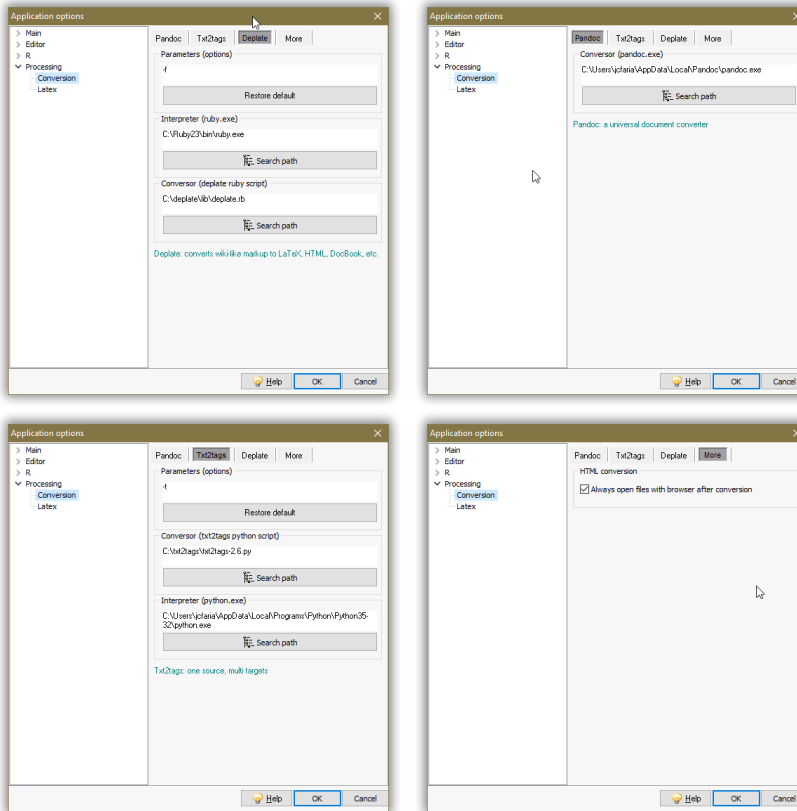 Application options
Main
Editor
R
Processing
Conversion
Latex
Pandoc Txt2tags Deplate More
Parameters (options)
-f
Restore default
Interpreter (ruby.exe)
C:\Ruby23\bin\ruby.exe
Search path
Conversor (deplate ruby script)
C:\deplate\lib\deplate.rb
Search path
Deplate: converts wiki-like markup to LaTeX, HTML, DocBook, etc.
Help OK Cancel
Application options
Main
Editor
R
Processing
Conversion
Latex
Pandoc Txt2tags Deplate More
Conversor (pandoc.exe)
C:\Users\jcfaria\AppData\Local\Pandoc\pandoc.exe
Search path
Pandoc: a universal document converter
Help OK Cancel
Application options
Main
Editor
R
Processing
Conversion
Latex
Pandoc Txt2tags Deplate More
Parameters (options)
-t
Restore default
Conversor (txt2tags python script)
C:\txt2tags\txt2tags-2.6.py
Search path
Interpreter (python.exe)
C:\Users\jcfaria\AppData\Local\Programs\Python\Python35-
32\python.exe
Search path
Txt2tags: one source, multi targets
Help OK Cancel
Application options
Main
Editor
R
Processing
Conversion
Latex
Pandoc Txt2tags Deplate More
HTML conversion
Always open files with browser after conversion
Help OK Cancel